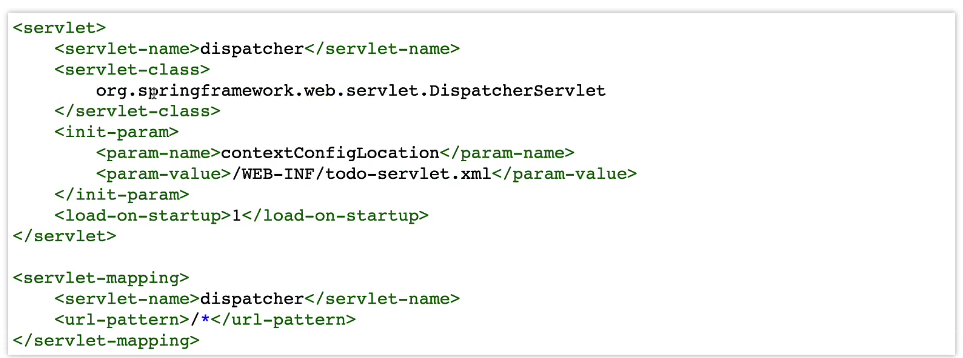 <servlet>
    <servlet-name>dispatcher</servlet-name>
    <servlet-class>
        org.springframework.web.servlet.DispatcherServlet
    </servlet-class>
    <init-param>
        <param-name>contextConfigLocation</param-name>
        <param-value>/WEB-INF/todo-servlet.xml</param-value>
    </init-param>
    <load-on-startup>1</load-on-startup>
</servlet>

<servlet-mapping>
    <servlet-name>dispatcher</servlet-name>
    <url-pattern>/*</url-pattern>
</servlet-mapping>